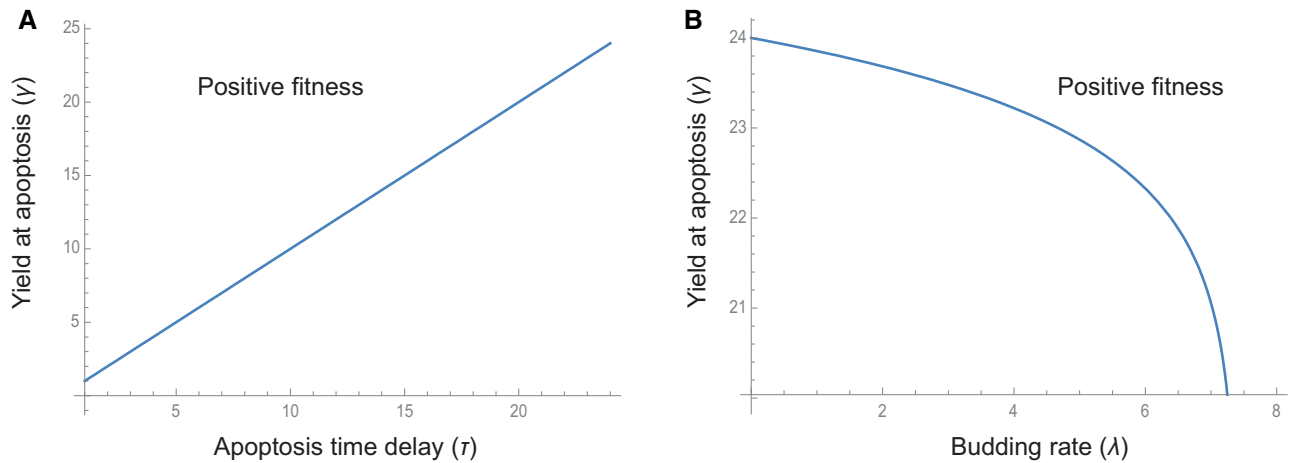 A
Yield at apoptosis (γ)
25
20
15
10
5
Positive fitness
5 10 15 20
Apoptosis time delay (τ)
B
Yield at apoptosis (γ)
24
23
22
21
Positive fitness
2 4 6 8
Budding rate (λ)